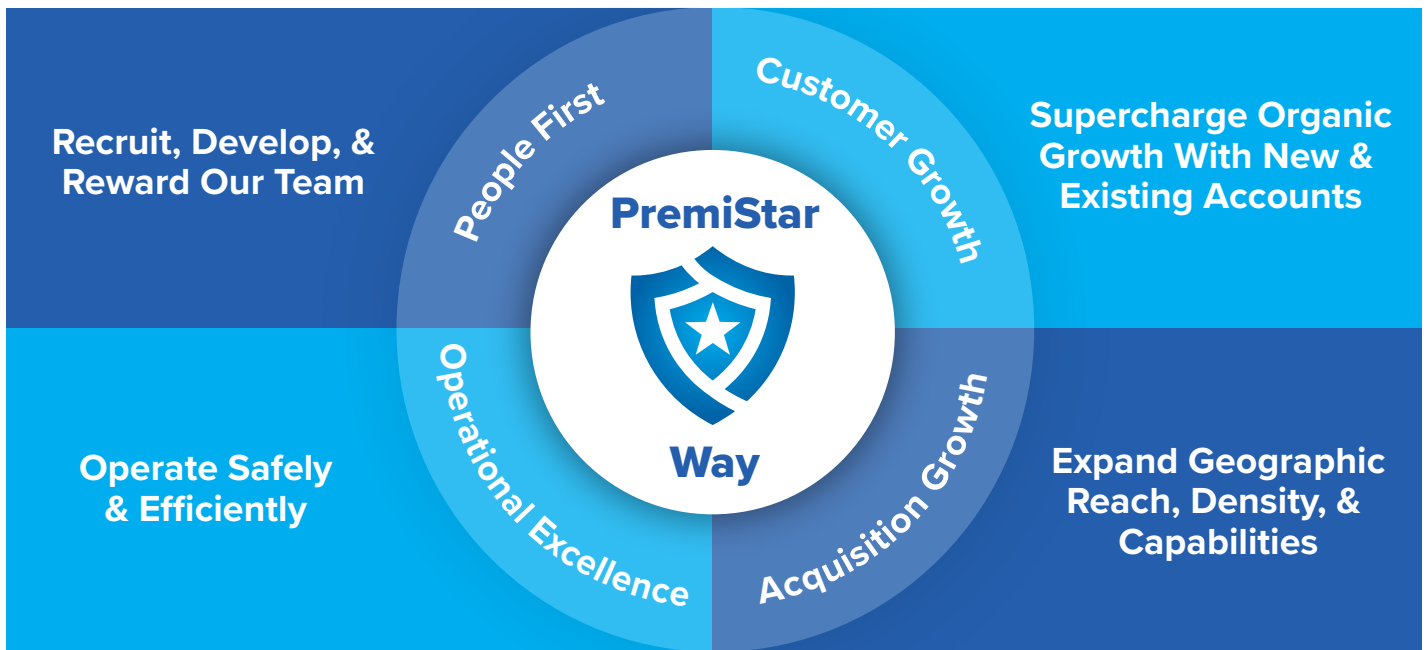 Recruit, Develop, &
Reward Our Team
People First
Customer Growth
Supercharge Organic
Growth With New &
Existing Accounts
PremiStar
Way
Operate Safely
& Efficiently
Operational Excellence
Acquisition Growth
Expand Geographic
Reach, Density, &
Capabilities